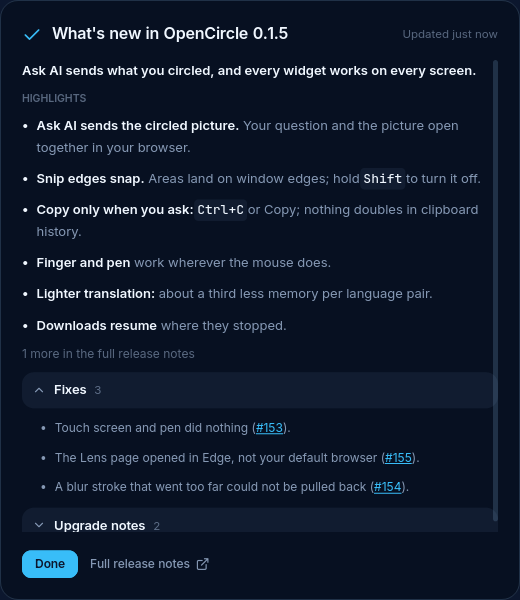 What's new in OpenCircle 0.1.5
Updated just now
Ask AI sends what you circled, and every widget works on every screen.
HIGHLIGHTS
• Ask AI sends the circled picture. Your question and the picture open
together in your browser.
• Snip edges snap. Areas land on window edges; hold Shift to turn it off.
• Copy only when you ask: Ctrl+C or Copy; nothing doubles in clipboard
history.
• Finger and pen work wherever the mouse does.
• Lighter translation: about a third less memory per language pair.
• Downloads resume where they stopped.
1 more in the full release notes
Fixes 3
• Touch screen and pen did nothing (#153).
• The Lens page opened in Edge, not your default browser (#155).
• A blur stroke that went too far could not be pulled back (#154).
Upgrade notes 2
Done
Full release notes